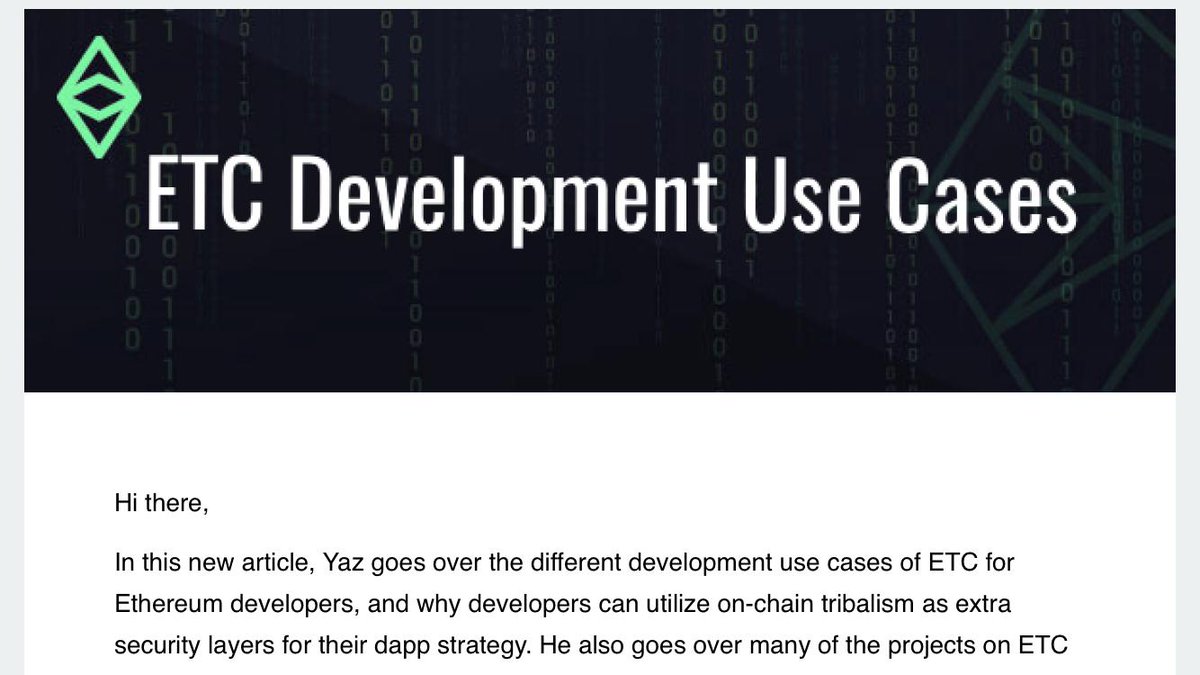 ETC Development Use Cases
Hi there,
In this new article, Yaz goes over the different development use cases of ETC for
Ethereum developers, and why developers can utilize on-chain tribalism as extra
security layers for their dapp strategy. He also goes over many of the projects on ETC